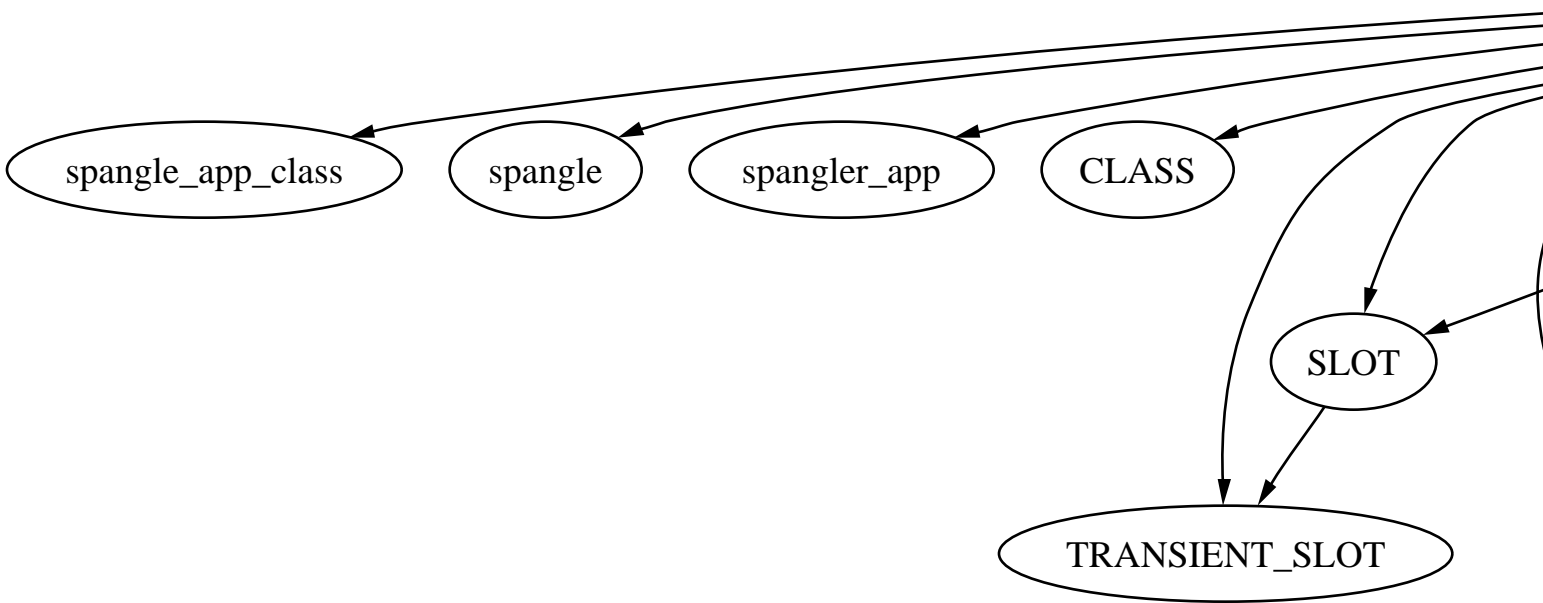 spangle_app_class
spangle
spangler_app
CLASS
SLOT
TRANSIENT_SLOT